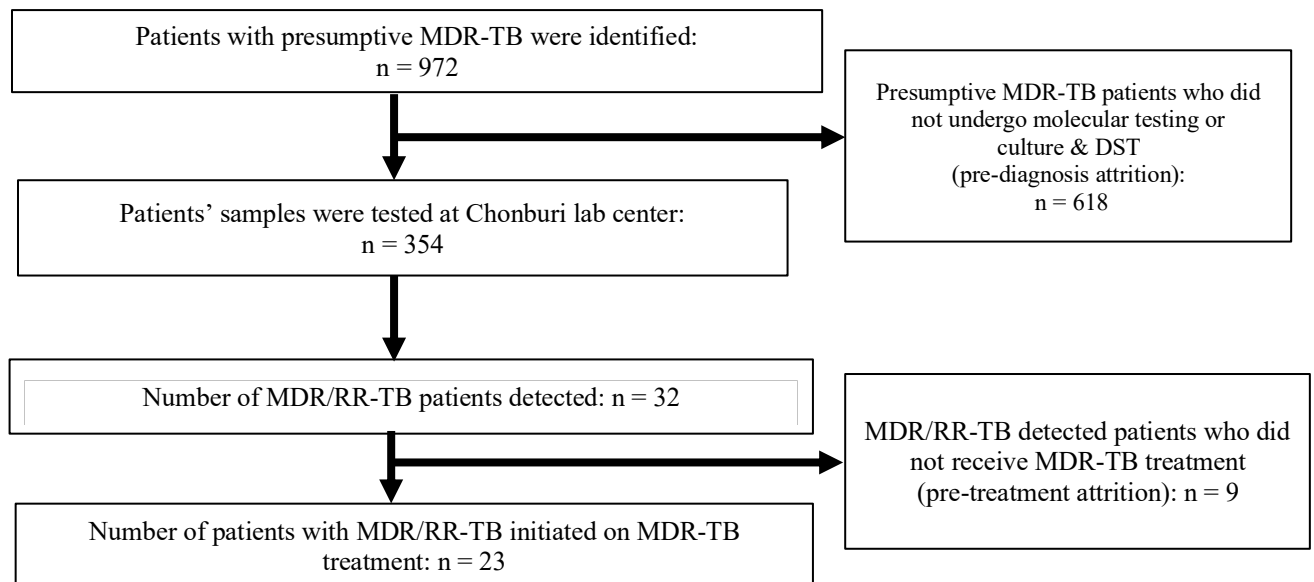 Patients with presumptive MDR-TB were identified:
n = 972
Presumptive MDR-TB patients who did
not undergo molecular testing or
culture & DST
(pre-diagnosis attrition):
n = 618
Patients’ samples were tested at Chonburi lab center:
n = 354
Number of MDR/RR-TB patients detected: n = 32
MDR/RR-TB detected patients who did
not receive MDR-TB treatment
(pre-treatment attrition): n = 9
Number of patients with MDR/RR-TB initiated on MDR-TB
treatment: n = 23